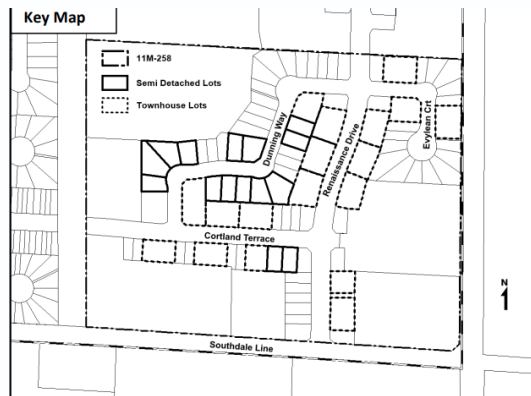 Key Map
11M-258
Semi Detached Lots
Townhouse Lots
Dunning Way
Renaissance Drive
Evylean Crt
Cortland Terrace
N
Southdale Line